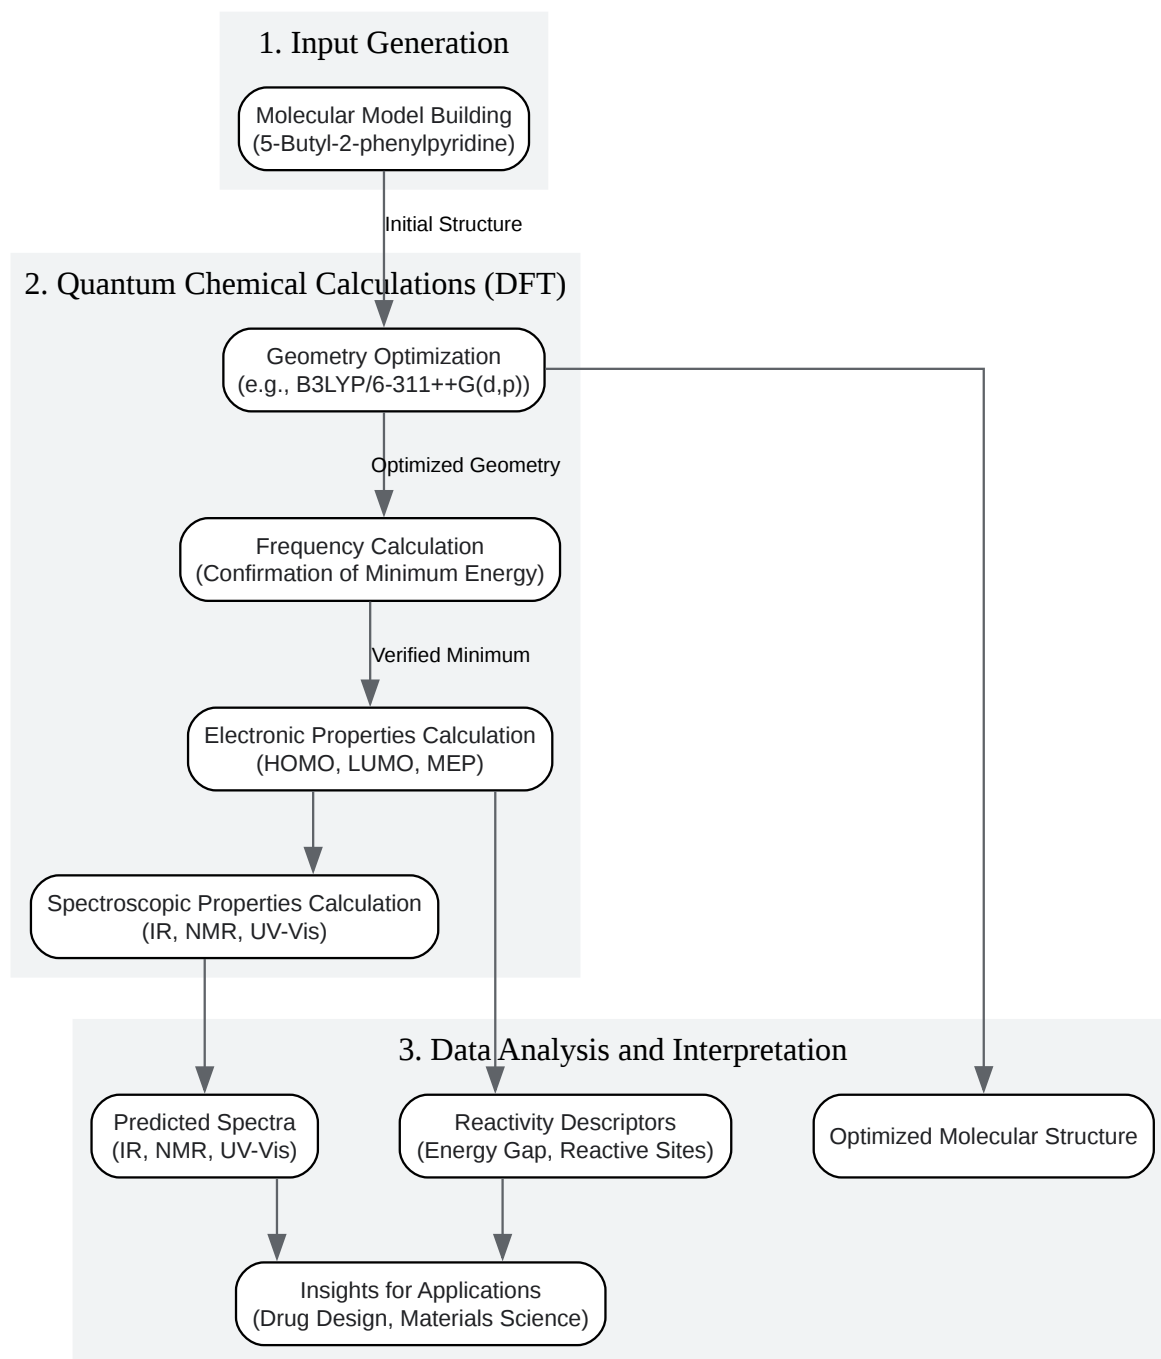 1. Input Generation
Molecular Model Building
(5-Butyl-2-phenylpyridine)
Initial Structure
2. Quantum Chemical Calculations (DFT)
Geometry Optimization
(e.g., B3LYP/6-311++G(d,p))
Optimized Geometry
Frequency Calculation
(Confirmation of Minimum Energy)
Verified Minimum
Electronic Properties Calculation
(HOMO, LUMO, MEP)
Spectroscopic Properties Calculation
(IR, NMR, UV-Vis)
3. Data Analysis and Interpretation
Predicted Spectra
(IR, NMR, UV-Vis)
Reactivity Descriptors
(Energy Gap, Reactive Sites)
Optimized Molecular Structure
Insights for Applications
(Drug Design, Materials Science)